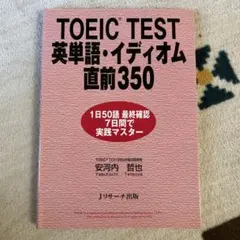 TOEIC® TEST
英単語・イディオム
直前350
1日50語 最終確認
7日間で
実践マスター
安河内 哲也
Jリサーチ出版